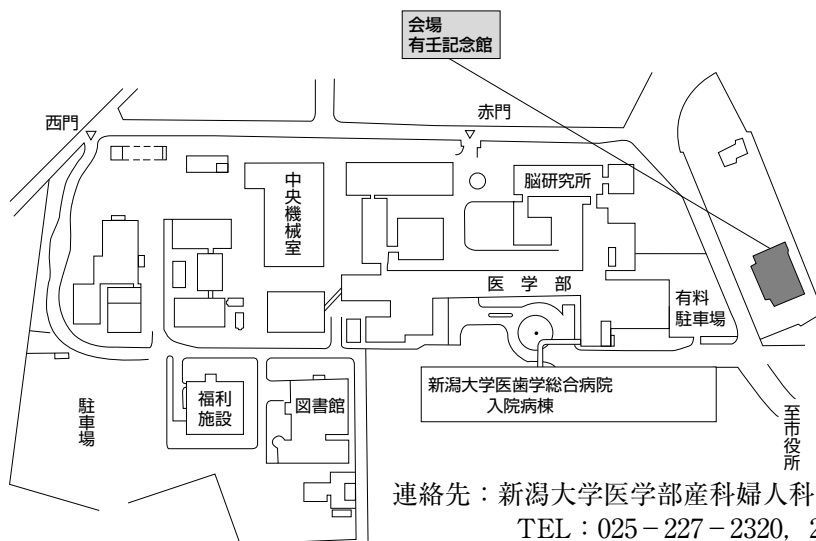 会場
有壬記念館
西門
赤門
中央機械室
脳研究所
医学部
有料
駐車場
新潟大学医歯学総合病院
入院病棟
駐車場
福利
施設
図書館
至市役所
連絡先：新潟大学医学部産科婦人科
TEL：025－227－2320，2